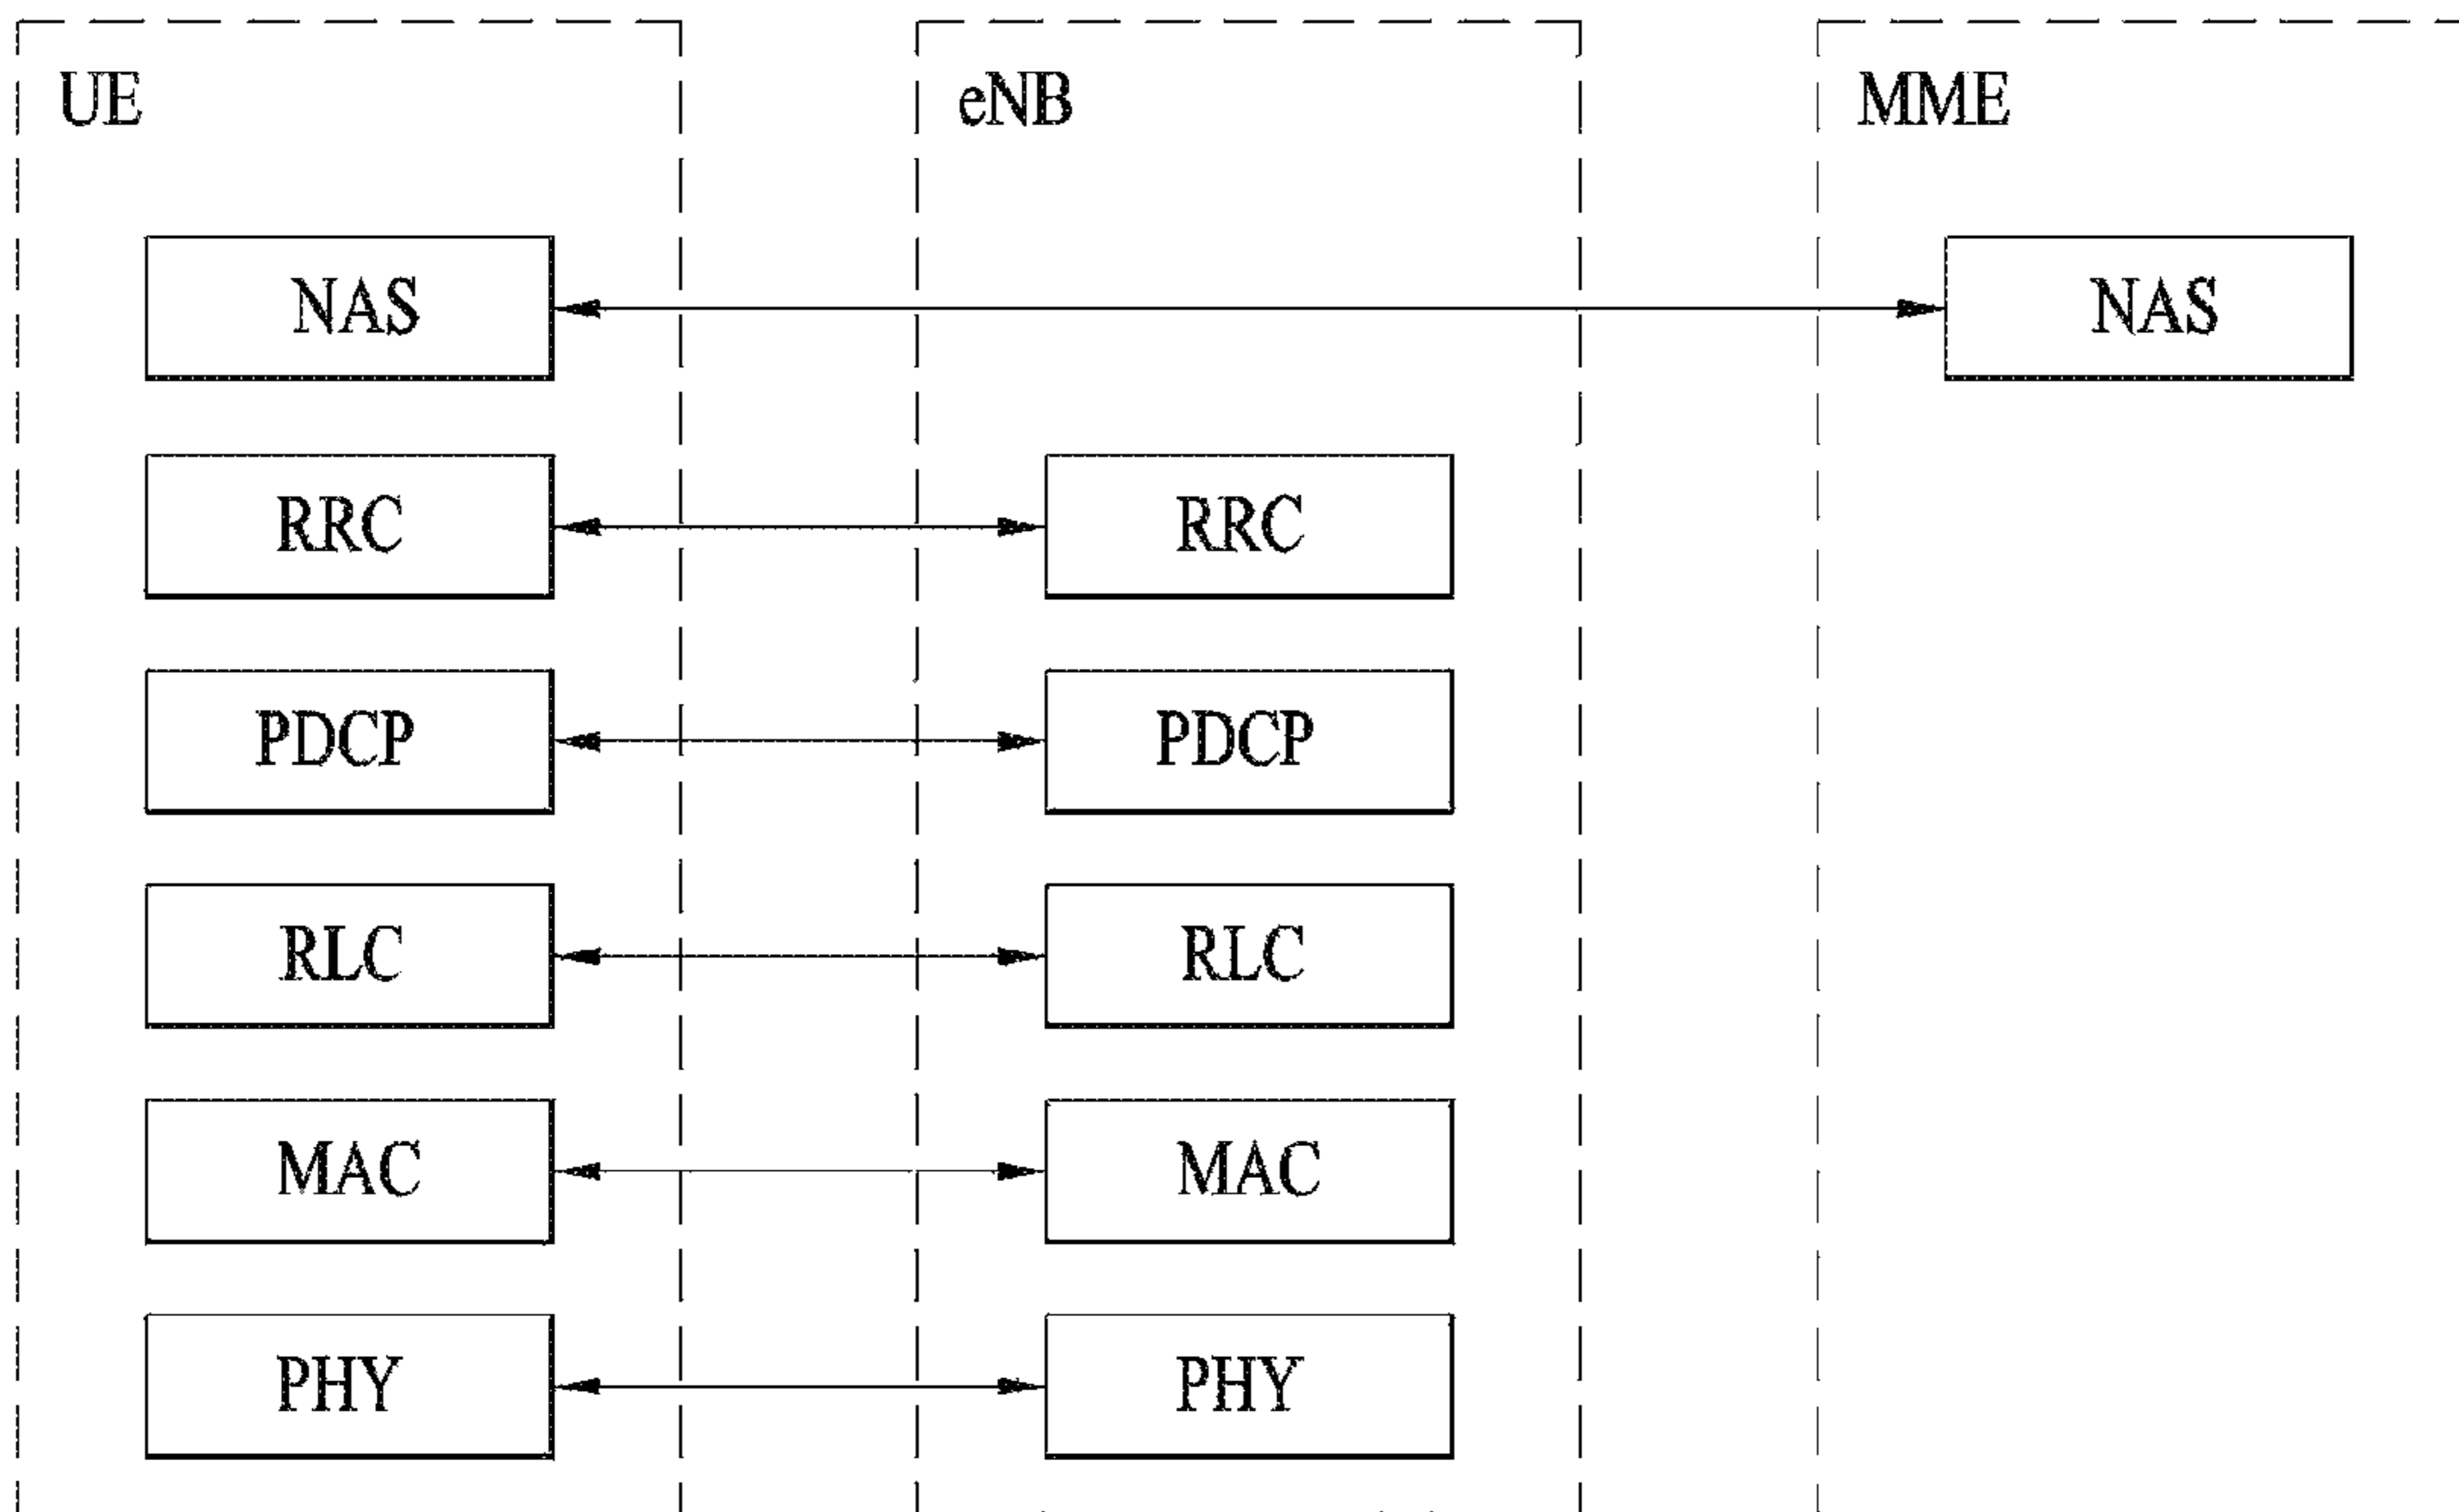 UE
eNB
MME
NAS
NAS
RRC
RRC
PDCP
PDCP
RLC
RLC
MAC
MAC
PHY
PHY